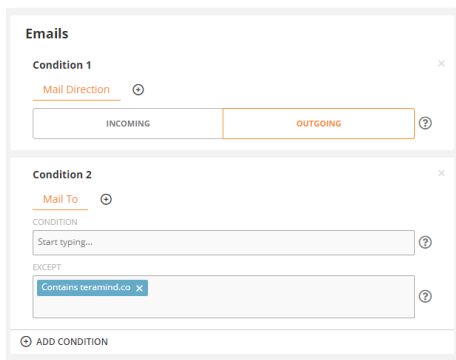 Emails
Condition 1
Mail Direction
INCOMING OUTGOING
Condition 2
Mail To
CONDITION
Start typing...
EXCEPT
Contains teramind.co ×
ADD CONDITION